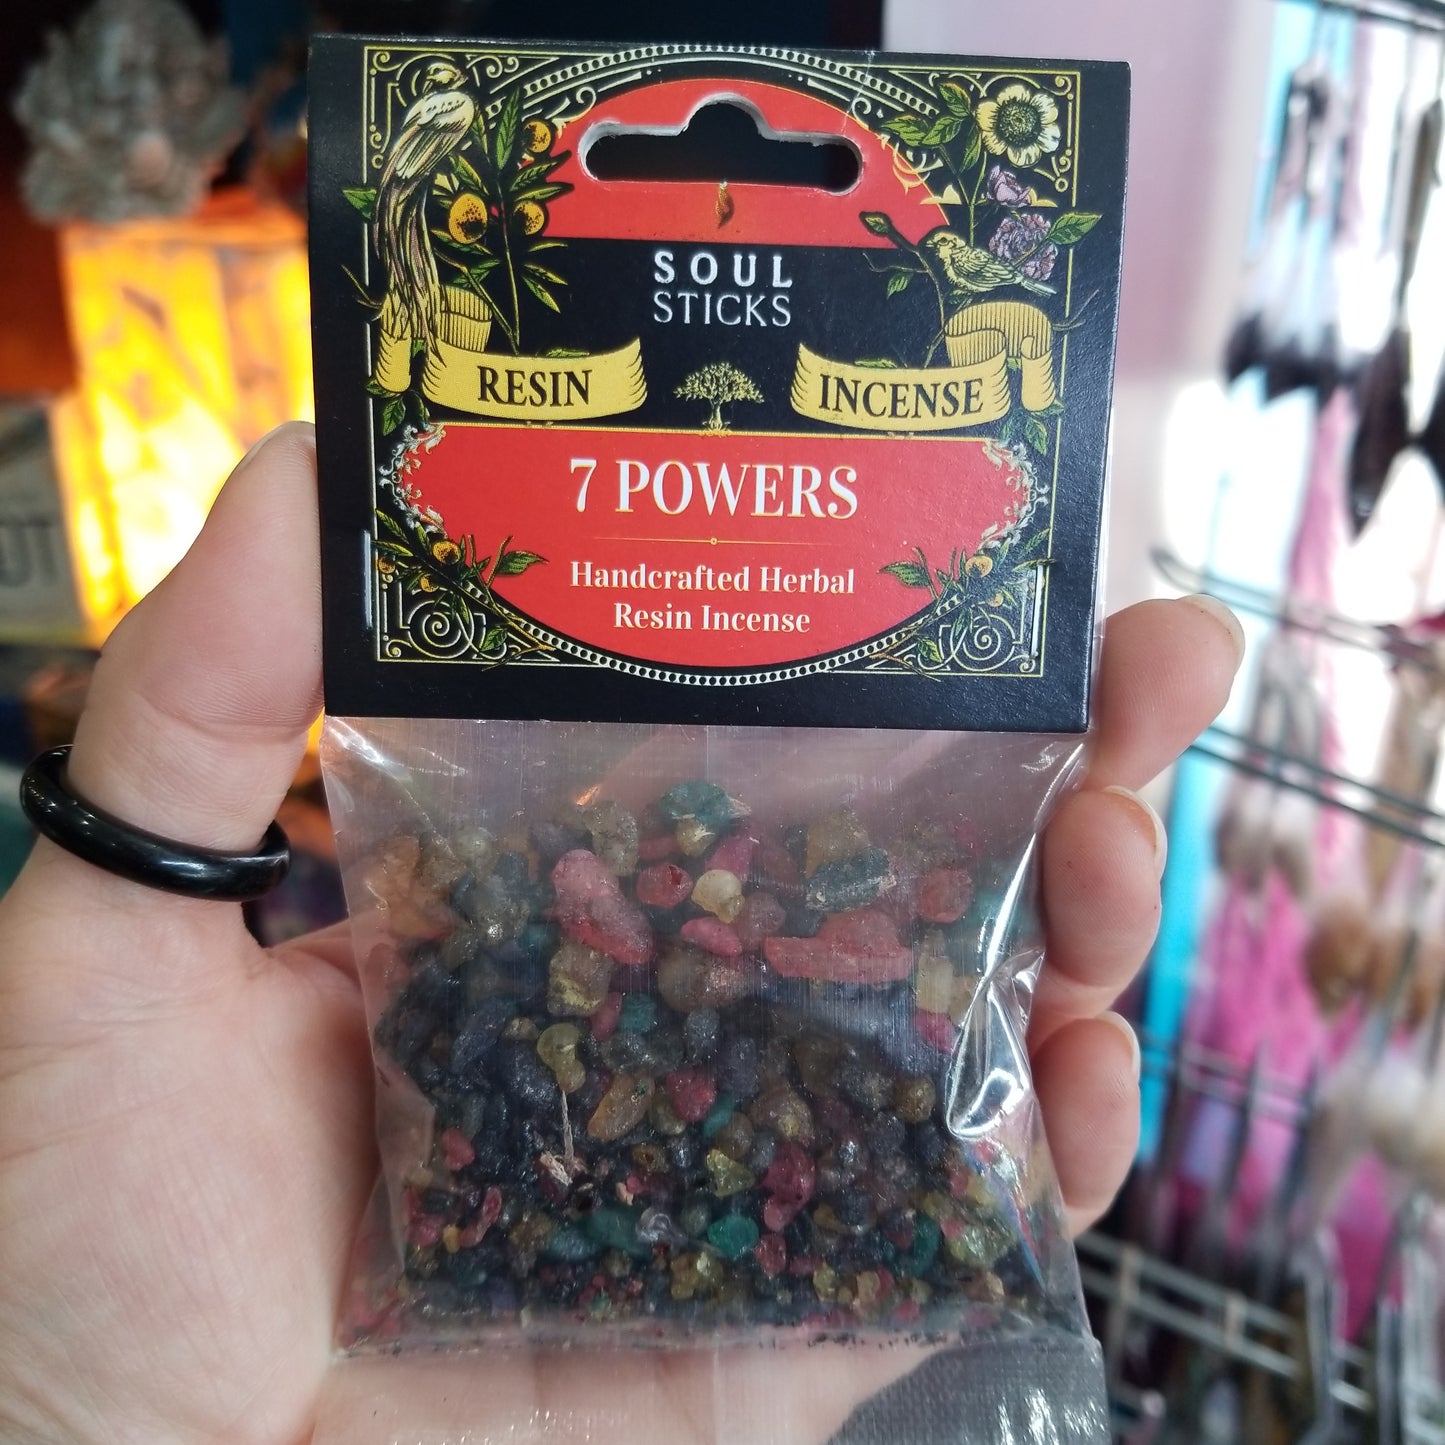 SOUL
STICKS
RESIN INCENSE
7 POWERS
Handcrafted Herbal
Resin Incense